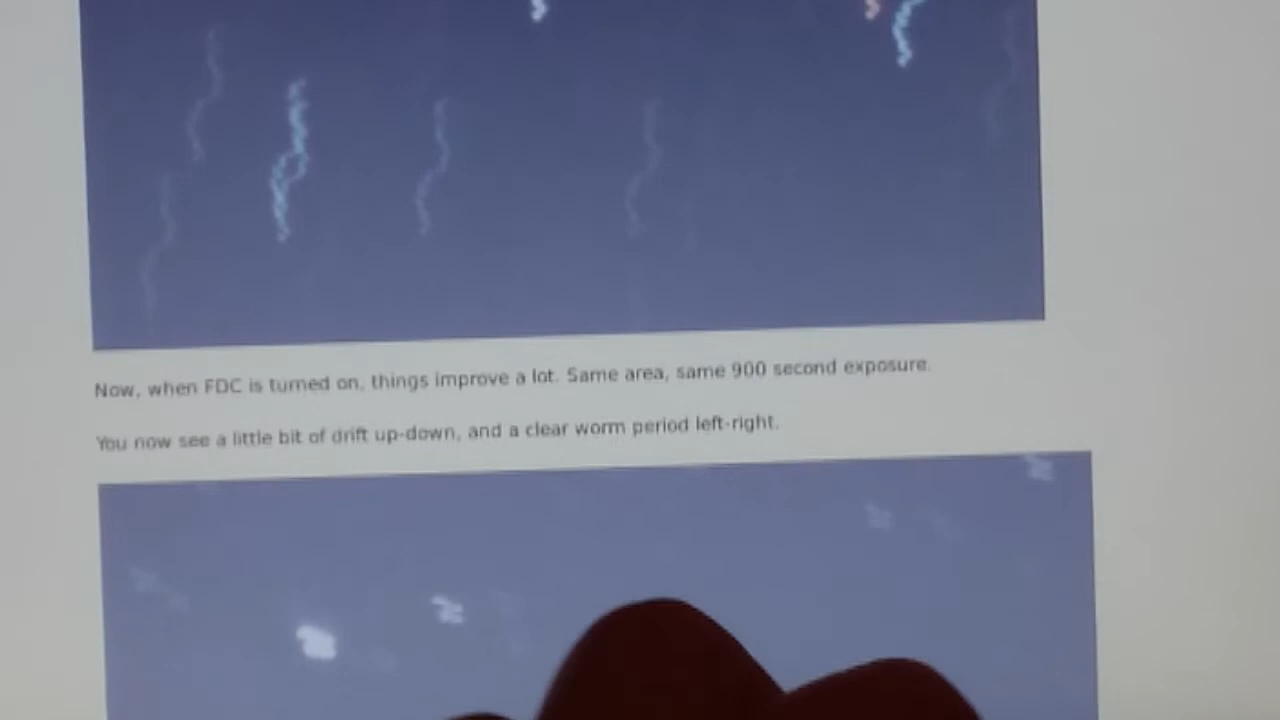 Now, when FDC is turned on, things improve a lot. Same area, same 900 second exposure.
You now see a little bit of drift up-down, and a clear worm period left-right.